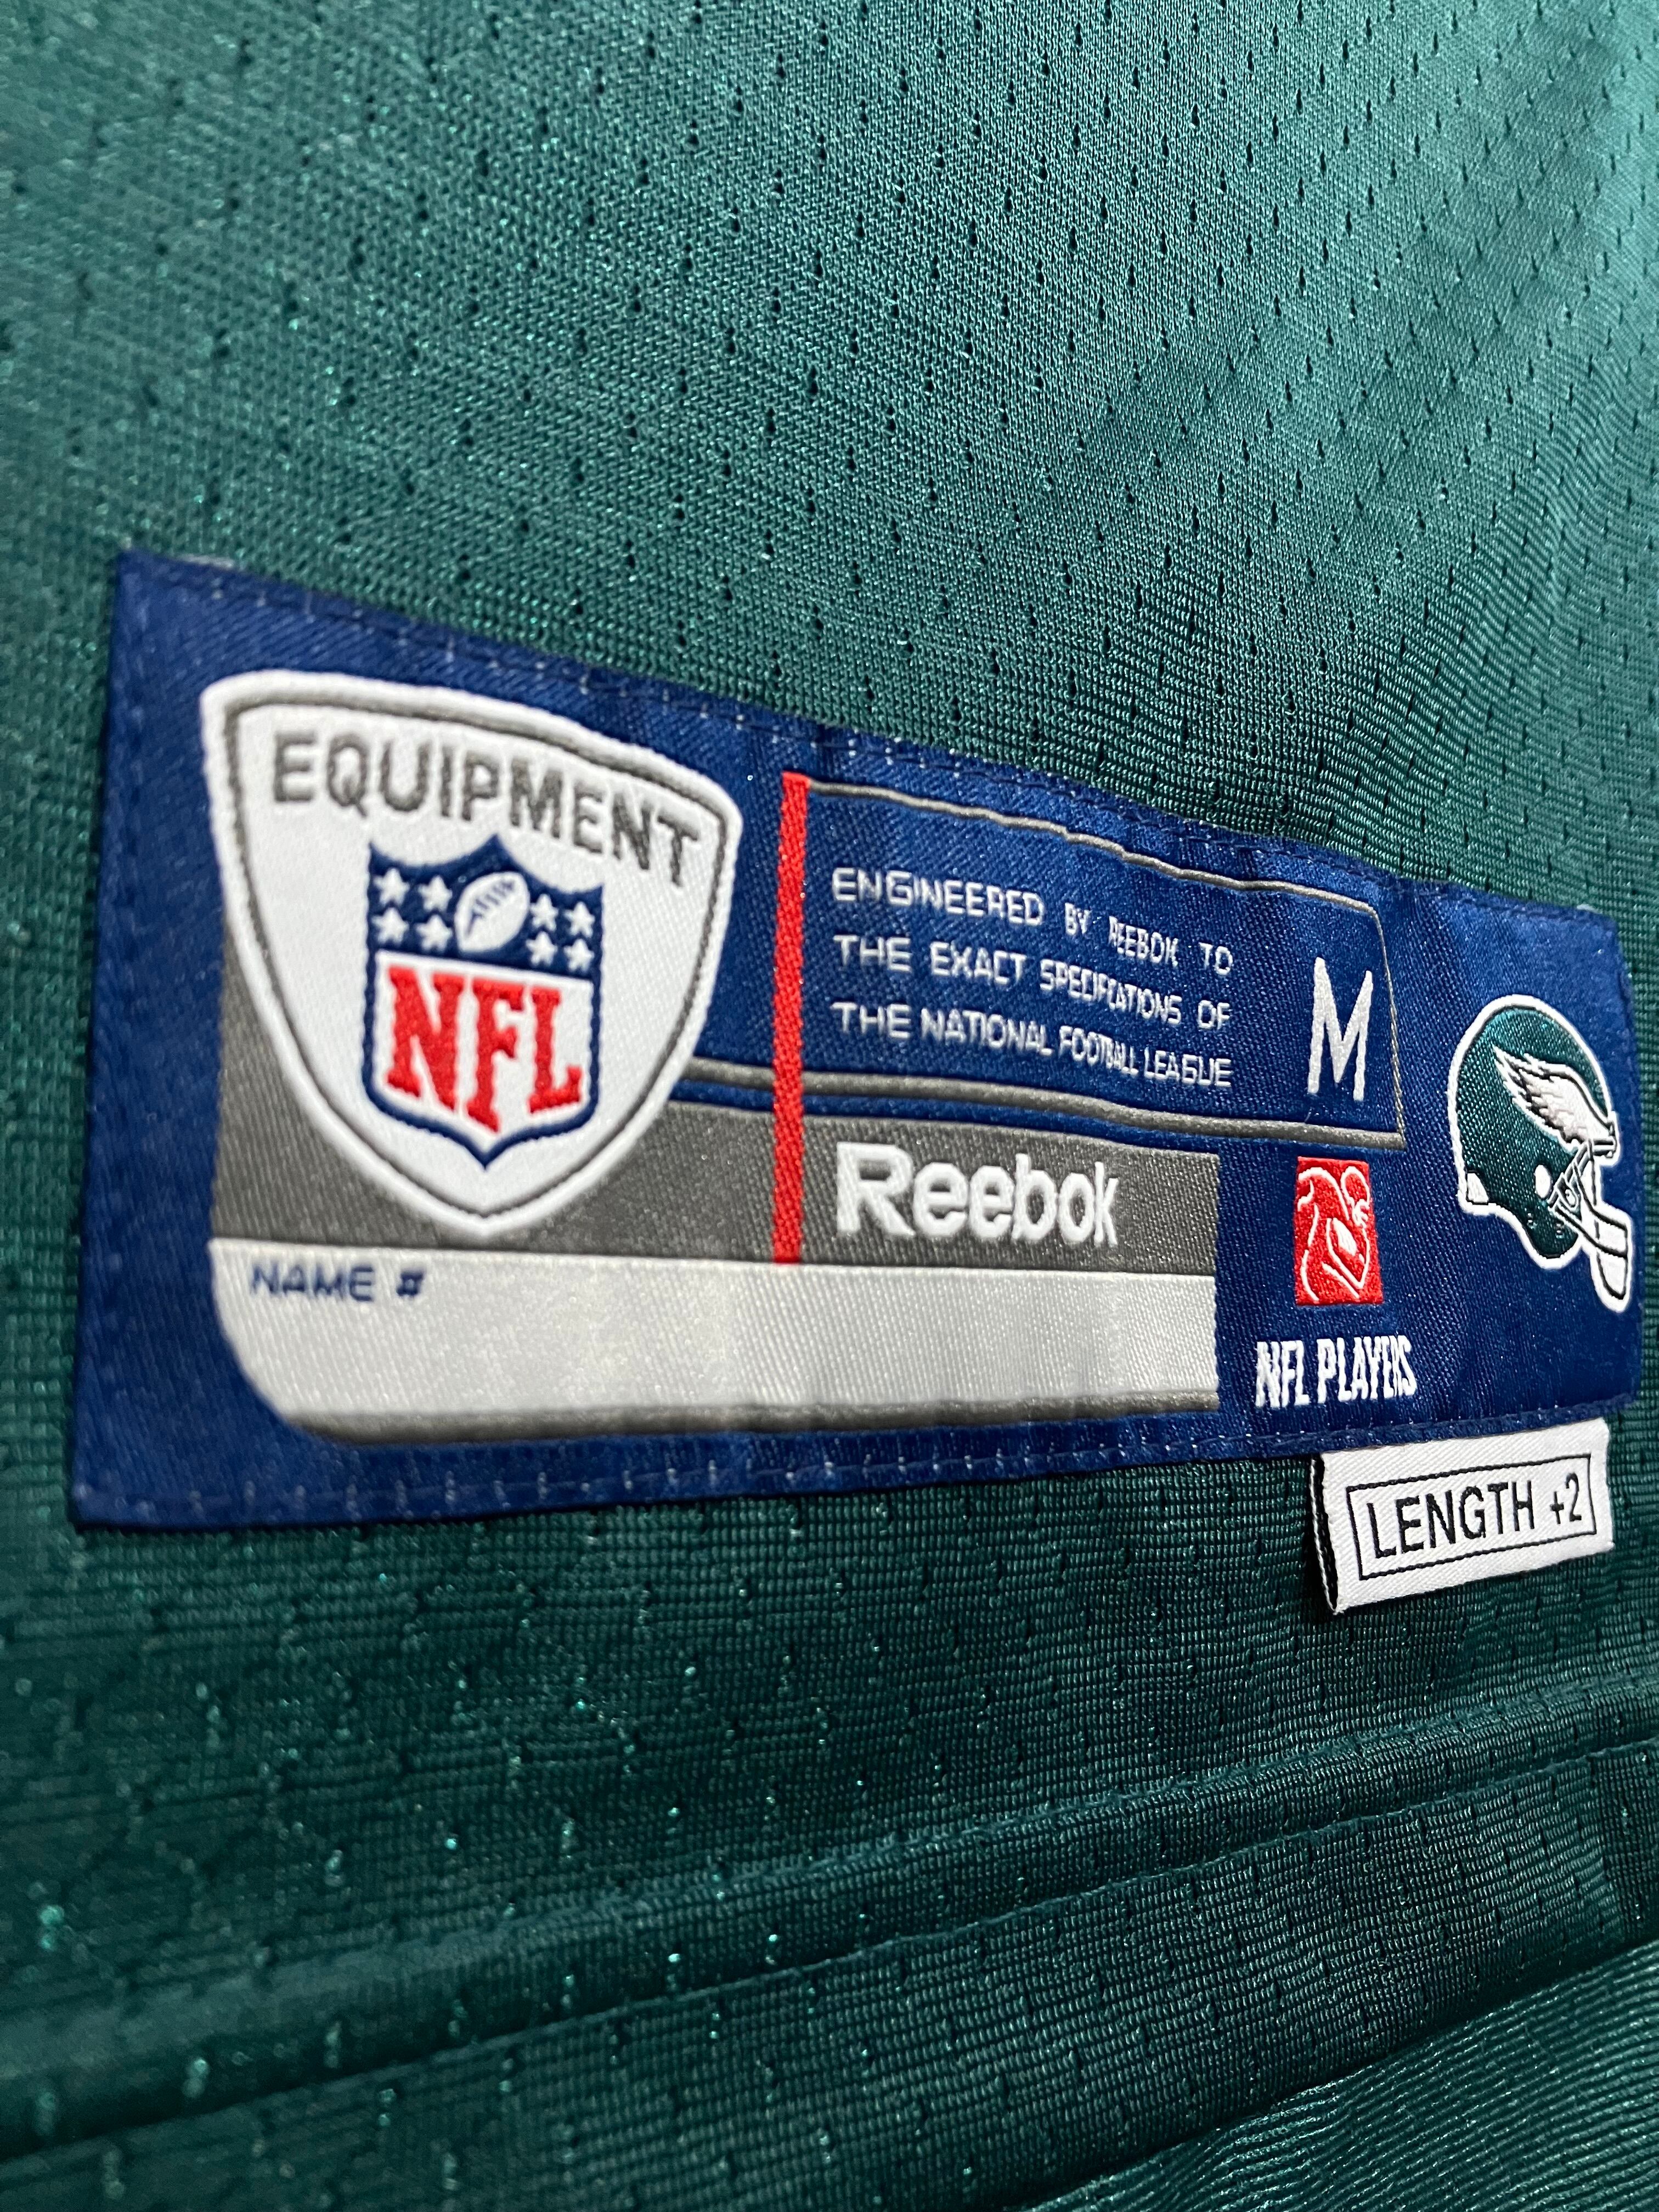 EQUIPMENT
NFL
ENGINEERED BY REEBOK TO
THE EXACT SPECIFICATIONS OF
THE NATIONAL FOOTBALL LEAGUE
M
Reebok
NAME #
NFL PLAYERS
LENGTH +2